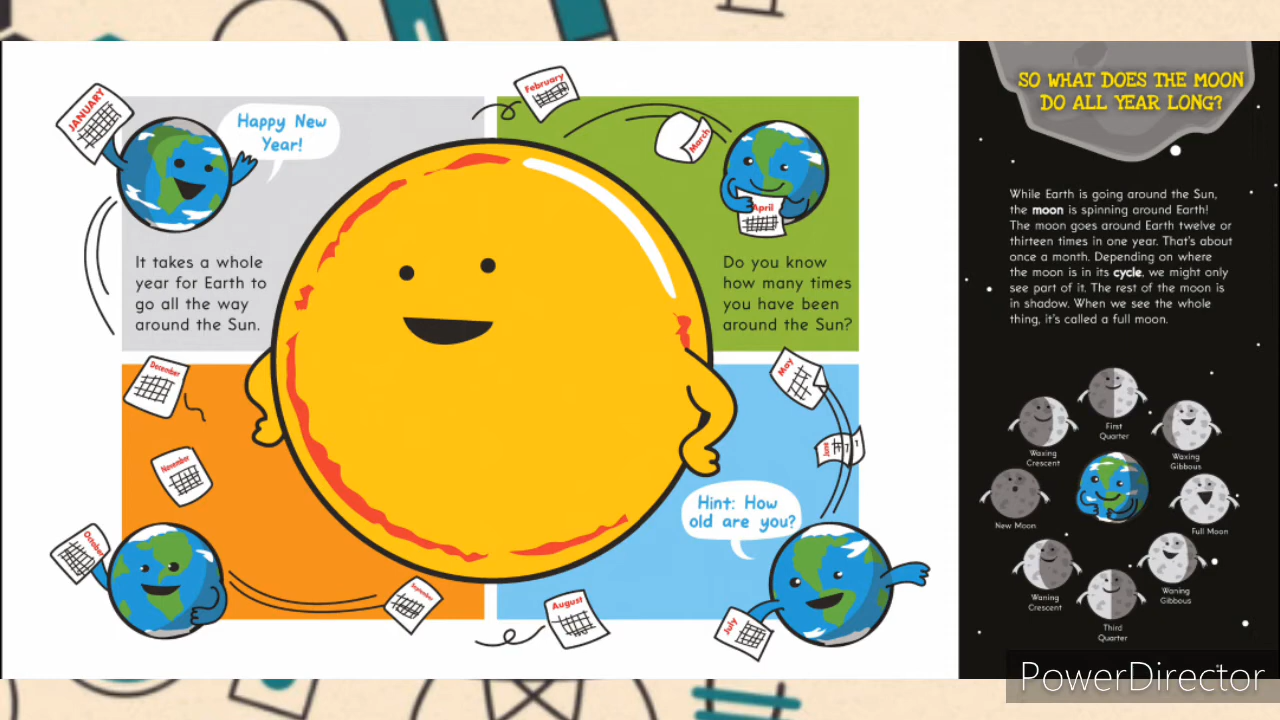 JANUARY
Happy New
Year!
It takes a whole
year for Earth to
go all the way
around the Sun.
February
March
April
Do you know
how many times
you have been
around the Sun?
May
June
Hint: How
old are you?
July
August
September
October
November
December
SO WHAT DOES THE MOON
DO ALL YEAR LONG?
While Earth is going around the Sun,
the moon is spinning around Earth!
The moon goes around Earth twelve or
thirteen times in one year. That's about
once a month. Depending on where
the moon is in its cycle, we might only
see part of it. The rest of the moon is
in shadow. When we see the whole
thing, it's called a full moon.
First
Quarter
Waxing
Crescent
Waxing
Gibbous
New Moon
Full Moon
Waning
Crescent
Waning
Gibbous
Third
Quarter
PowerDirector